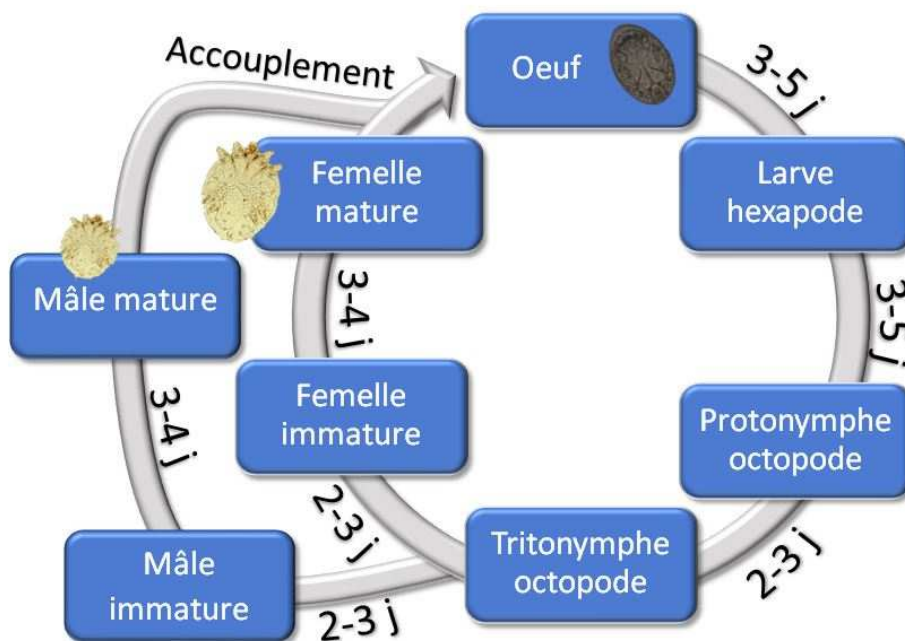 Accouplement
Oeuf
3-5 j
Larve
hexapode
3-5 j
Protonymphe
octopode
2-3 j
Tritonymphe
octopode
2-3 j
Femelle
immature
3-4 j
Femelle
mature
2-3 j
Mâle
immature
3-4 j
Mâle mature